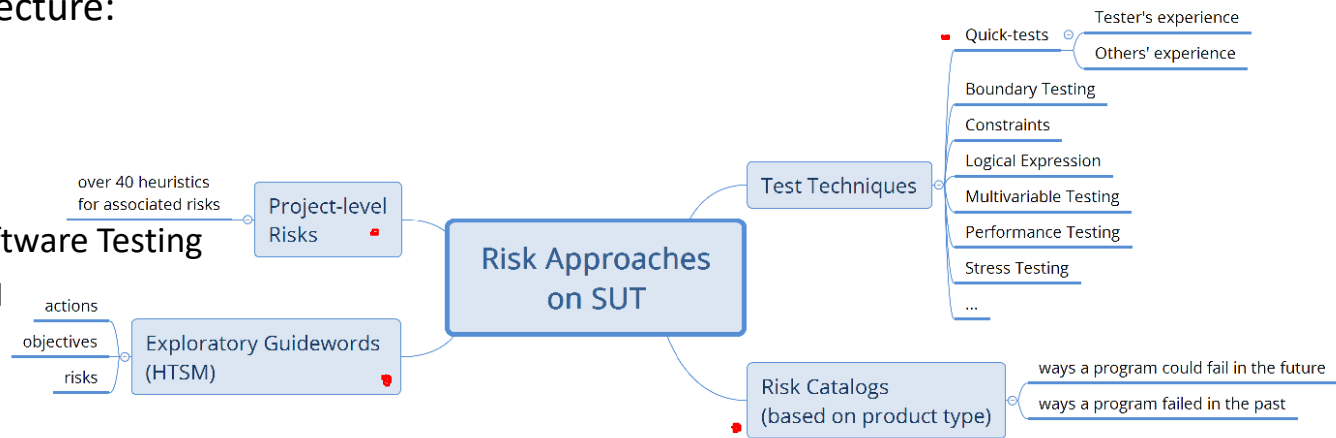 ecture:
ftware Testing
Risk Approaches
on SUT
Project-level
Risks
over 40 heuristics
for associated risks
Exploratory Guidewords
(HTSM)
actions
objectives
risks
Test Techniques
Quick-tests
Tester's experience
Others' experience
Boundary Testing
Constraints
Logical Expression
Multivariable Testing
Performance Testing
Stress Testing
...
Risk Catalogs
(based on product type)
ways a program could fail in the future
ways a program failed in the past